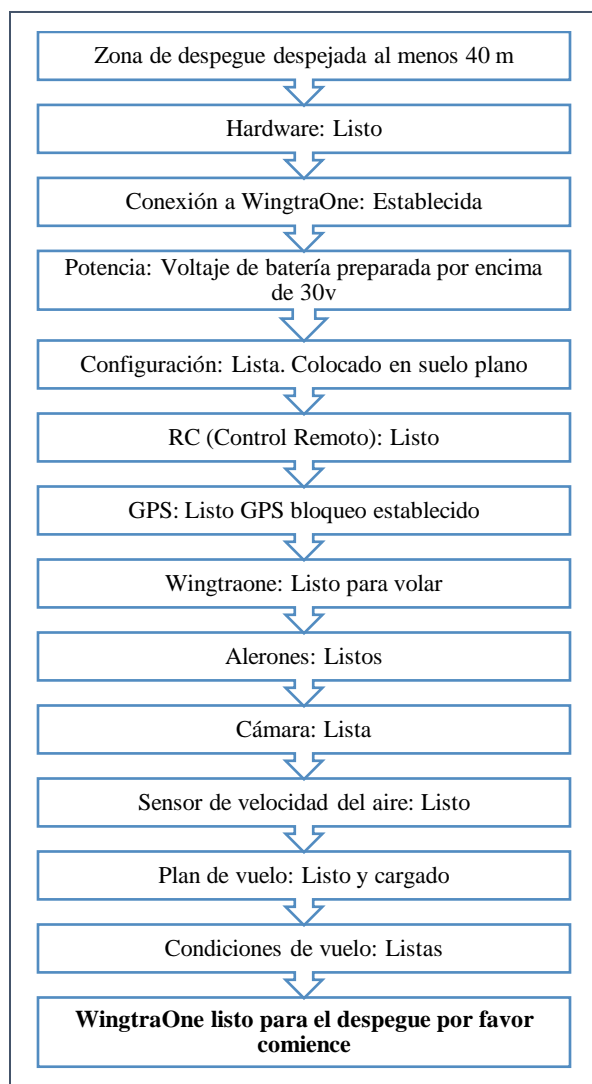 Zona de despegue despejada al menos 40 m
Hardware: Listo
Conexión a WingtraOne: Establecida
Potencia: Voltaje de batería preparada por encima
de 30v
Configuración: Lista. Colocado en suelo plano
RC (Control Remoto): Listo
GPS: Listo GPS bloqueo establecido
Wingtraone: Listo para volar
Alerones: Listos
Cámara: Lista
Sensor de velocidad del aire: Listo
Plan de vuelo: Listo y cargado
Condiciones de vuelo: Listas
WingtraOne listo para el despegue por favor
comience